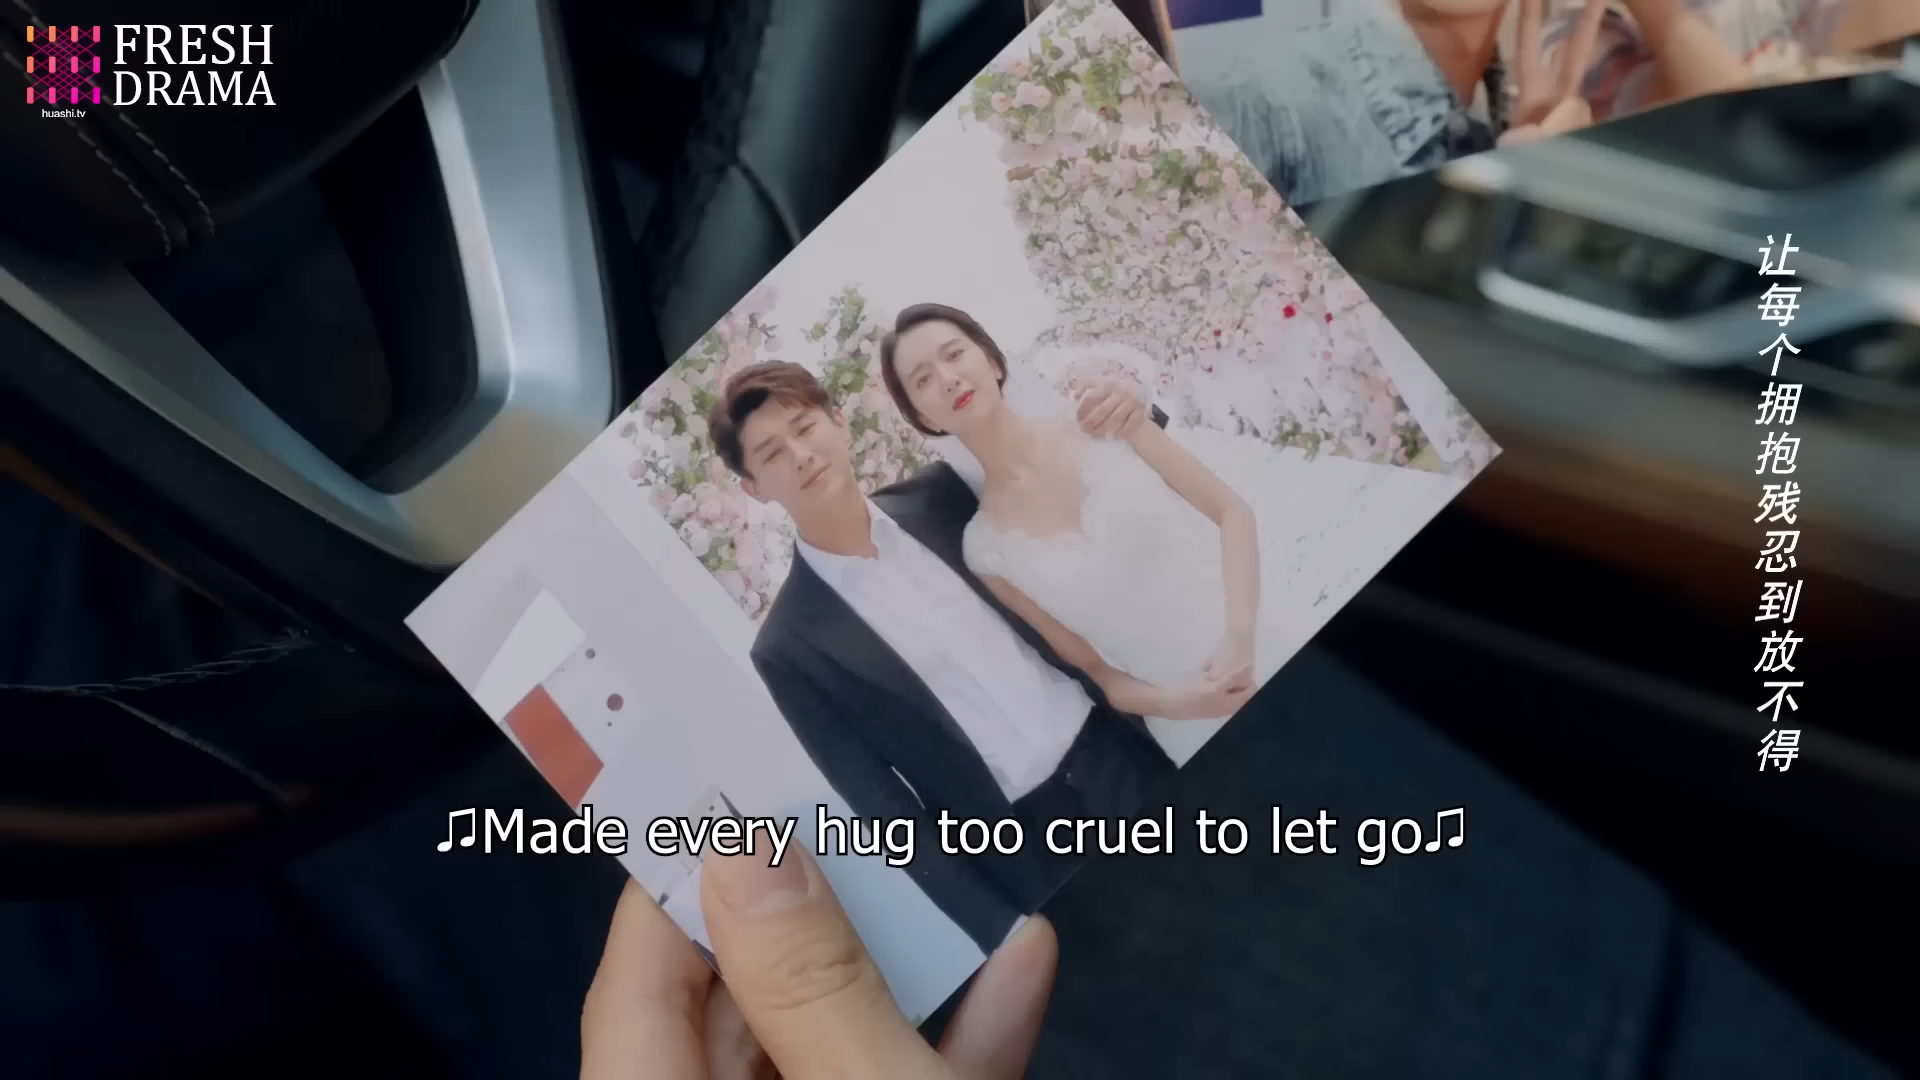 FRESH
DRAMA
huashi.tv
让每个拥抱残忍到放不得
♫Made every hug too cruel to let go♫